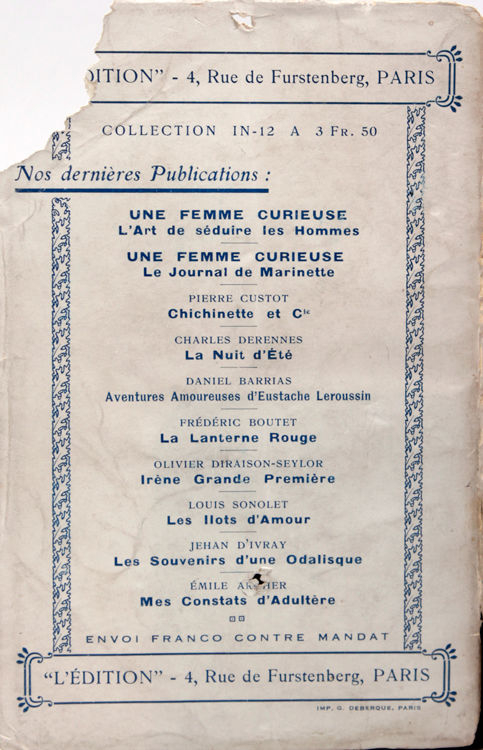 ÉDITION” - 4, Rue de Furstenberg, PARIS
COLLECTION IN-12 A 3 Fr. 50
Nos dernières Publications :
UNE FEMME CURIEUSE
L'Art de séduire les Hommes
UNE FEMME CURIEUSE
Le Journal de Marinette
PIERRE CUSTOT
Chichinette et Cie
CHARLES DERENNES
La Nuit d'Été
DANIEL BARRIAS
Aventures Amoureuses d'Eustache Leroussin
FRÉDÉRIC BOUTET
La Lanterne Rouge
OLIVIER DIRAISON-SEYLOR
Irène Grande Première
LOUIS SONOLET
Les Ilots d'Amour
JEHAN D'IVRAY
Les Souvenirs d'une Odalisque
ÉMILE
Mes Constats d'Adultère
ENVOI FRANCO CONTRE MANDAT
“L'ÉDITION” - 4, Rue de Furstenberg, PARIS
IMP. G. DEBERQUE, PARIS